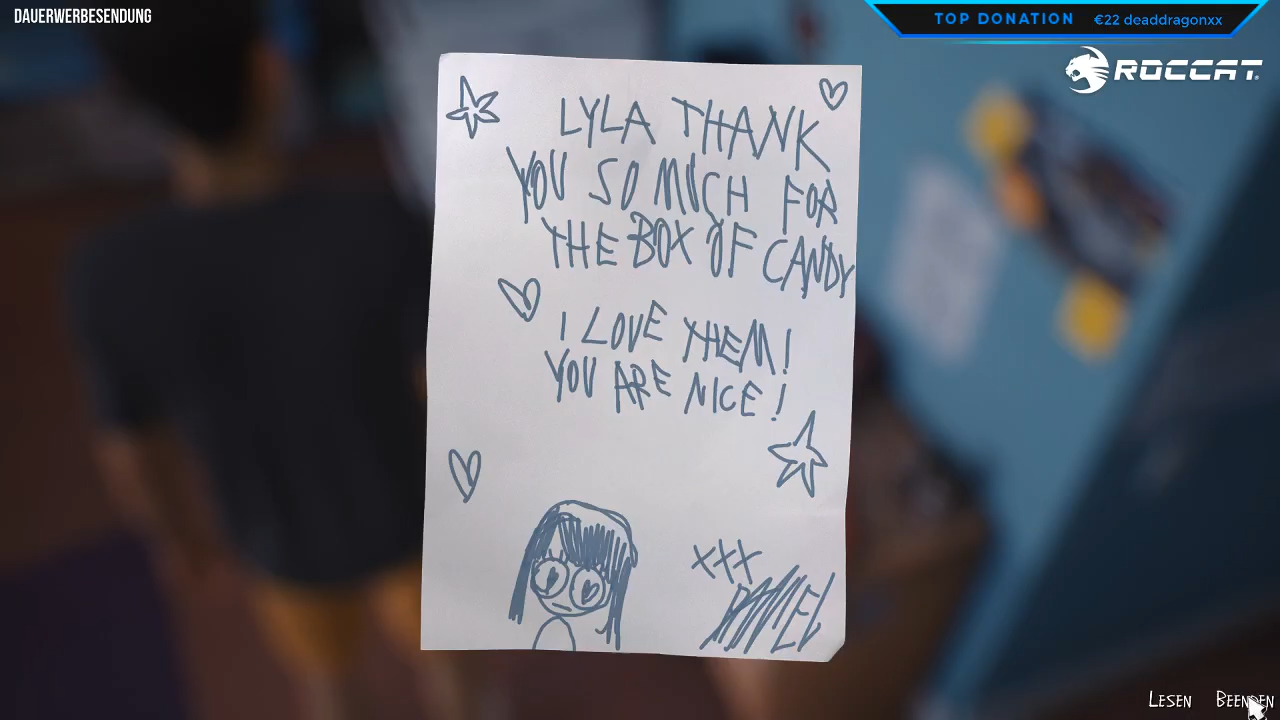 DAUERWERBESENDUNG
TOP DONATION €22 deaddragonxx
ROCCAT
LYLA THANK
YOU SO MUCH FOR
THE BOX OF CANDY
I LOVE THEM!
YOU ARE NICE!
XXX
DANIEL
LESEN BEENDEN